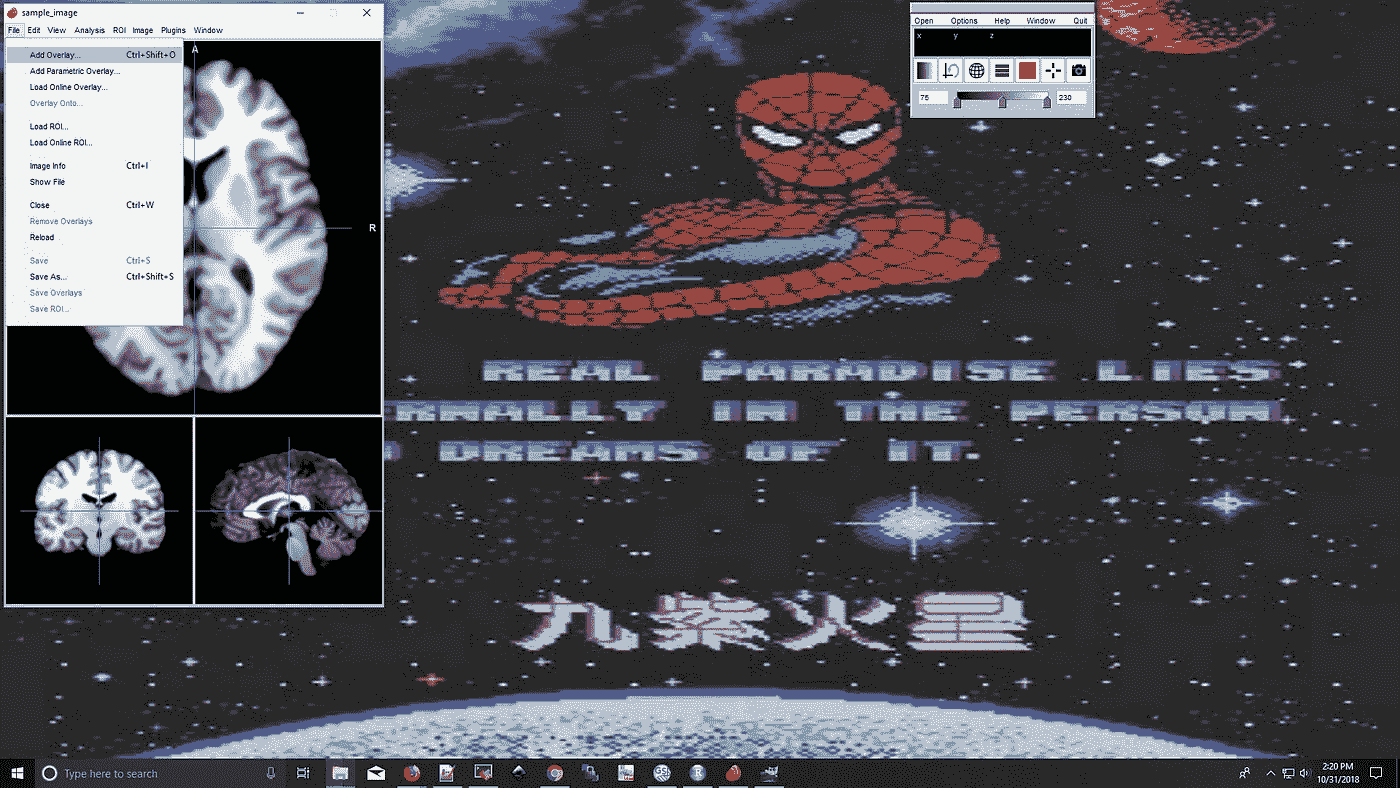 sample_image
File Edit View Analysis ROI Image Plugins Window
Add Overlay... Ctrl+Shift+O
Add Parametric Overlay...
Load Online Overlay...
Overlay Onto...
Load ROI...
Load Online ROI...
Image Info Ctrl+I
Show File
Close Ctrl+W
Remove Overlays
Reload
Save Ctrl+S
Save As... Ctrl+Shift+S
Save Overlays
Save ROI...
A
R
Open Options Help Window Quit
x y z
75 230
REAL PARADISE LIES
ERNALLY IN THE PERSON
DREAMS OF IT.
九紫火星
Type here to search
2:20 PM
10/31/2018